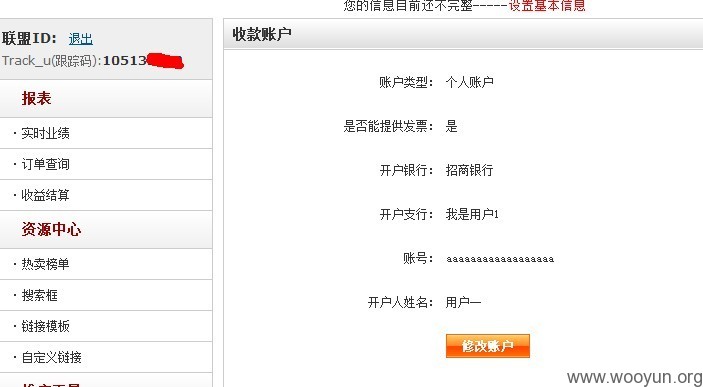 您的信息目前还不完整-----设置基本信息
联盟ID: 退出
Track_u(跟踪码):10513
报表
· 实时业绩
· 订单查询
· 收益结算
资源中心
· 热卖榜单
· 搜索框
· 链接模板
· 自定义链接
收款账户
账户类型: 个人账户
是否能提供发票: 是
开户银行: 招商银行
开户支行: 我是用户1
账号: aaaaaaaaaaaaaaaaaa
开户人姓名: 用户一
修改账户
www.wooyun.org